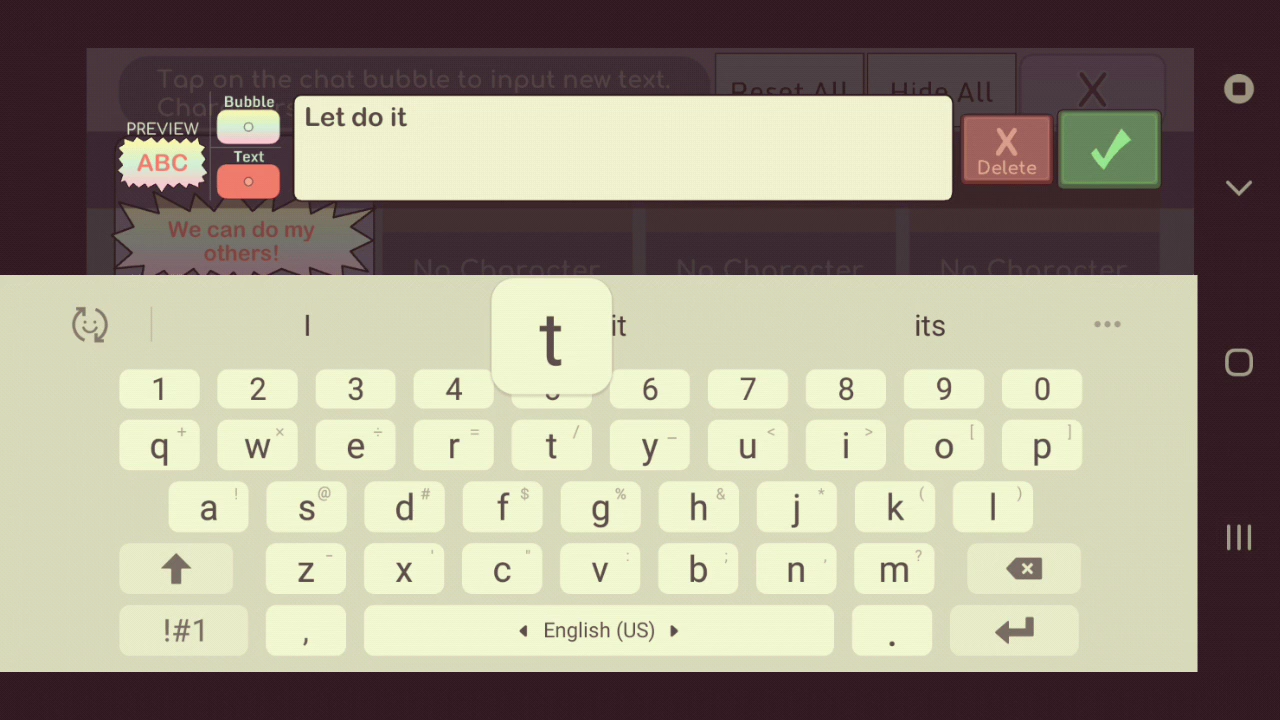 Tap on the chat bubble to input new text.
Reset All
Hide All
X
Bubble
PREVIEW
ABC
Text
Let do it
X
Delete
We can do my
others!
No Character
No Character
No Character
I
t
it
its
1 2 3 4 6 7 8 9 0
q + w × e ÷ r = t / y _ u < i > o [ p ]
a ! s @ d # f $ g % h & j * k ( l )
z - x ' c " v : b ; n , m ?
!#1 , English (US) .